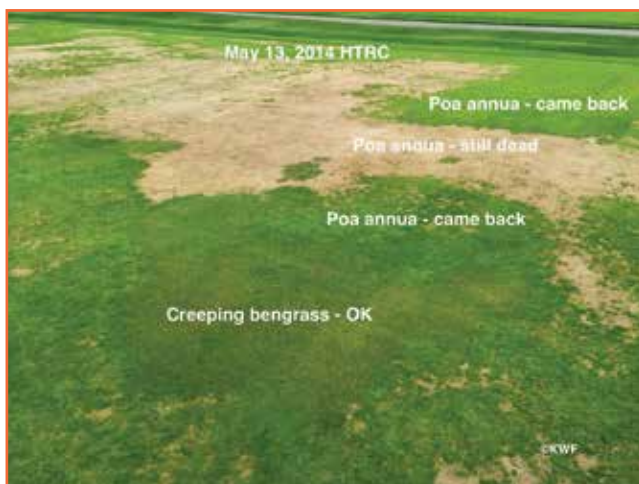 May 13, 2014 HTRC
Poa annua - came back
Poa annua - still dead
Poa annua - came back
Creeping bengrass - OK
©KWF